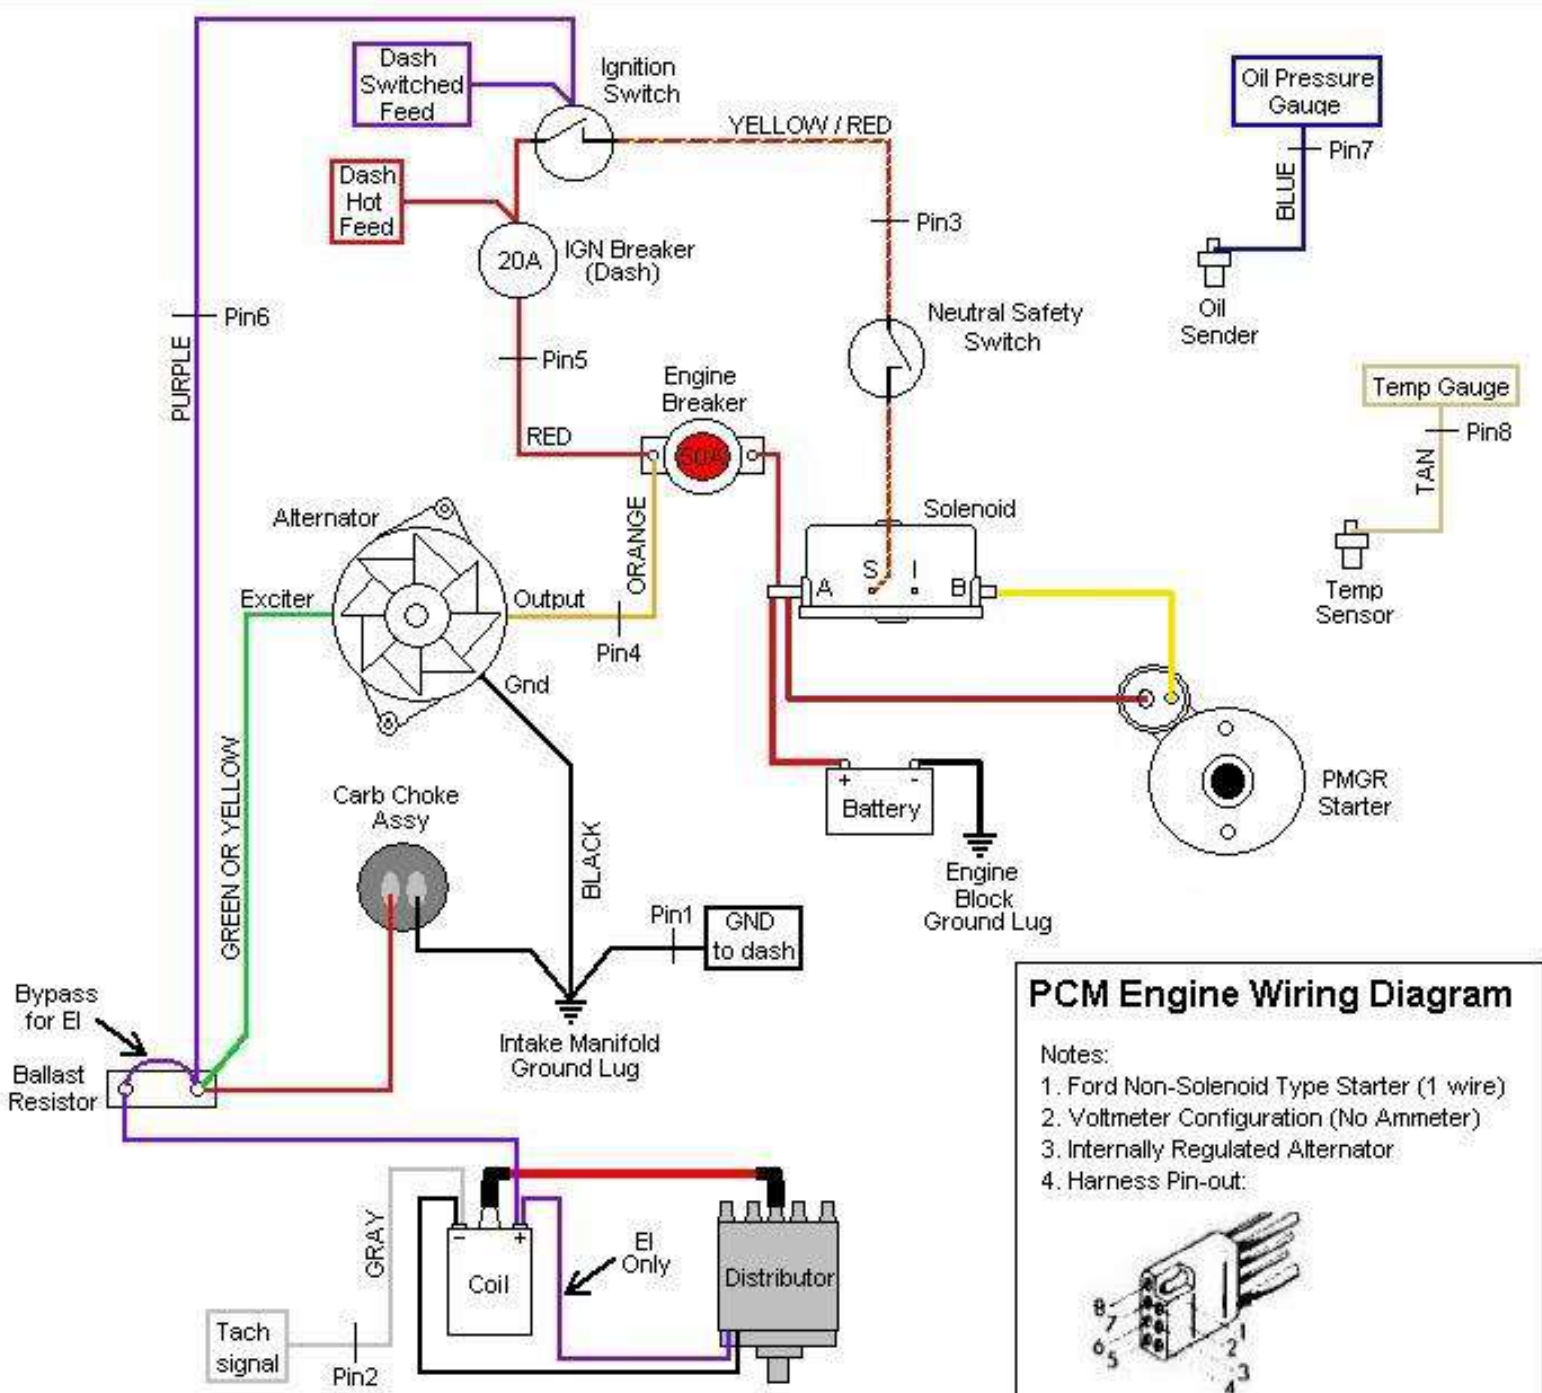 Dash
Switched
Feed
Ignition
Switch
YELLOW / RED
Oil Pressure
Gauge
Pin7
BLUE
Oil
Sender
Dash
Hot
Feed
20A
IGN Breaker
(Dash)
Pin3
Pin6
PURPLE
Pin5
Neutral Safety
Switch
Engine
Breaker
RED
60A
Temp Gauge
Pin8
TAN
Temp
Sensor
Alternator
ORANGE
Solenoid
A
S
I
B
Exciter
Output
Pin4
Gnd
GREEN OR YELLOW
BLACK
Carb Choke
Assy
+
-
Battery
PMGR
Starter
Engine
Block
Ground Lug
Pin1
GND
to dash
Bypass
for EI
Ballast
Resistor
Intake Manifold
Ground Lug
GRAY
-
+
Coil
EI
Only
Distributor
Tach
signal
Pin2
PCM Engine Wiring Diagram
Notes:
1. Ford Non-Solenoid Type Starter (1 wire)
2. Voltmeter Configuration (No Ammeter)
3. Internally Regulated Alternator
4. Harness Pin-out:
8
7
6
5
1
2
3
4